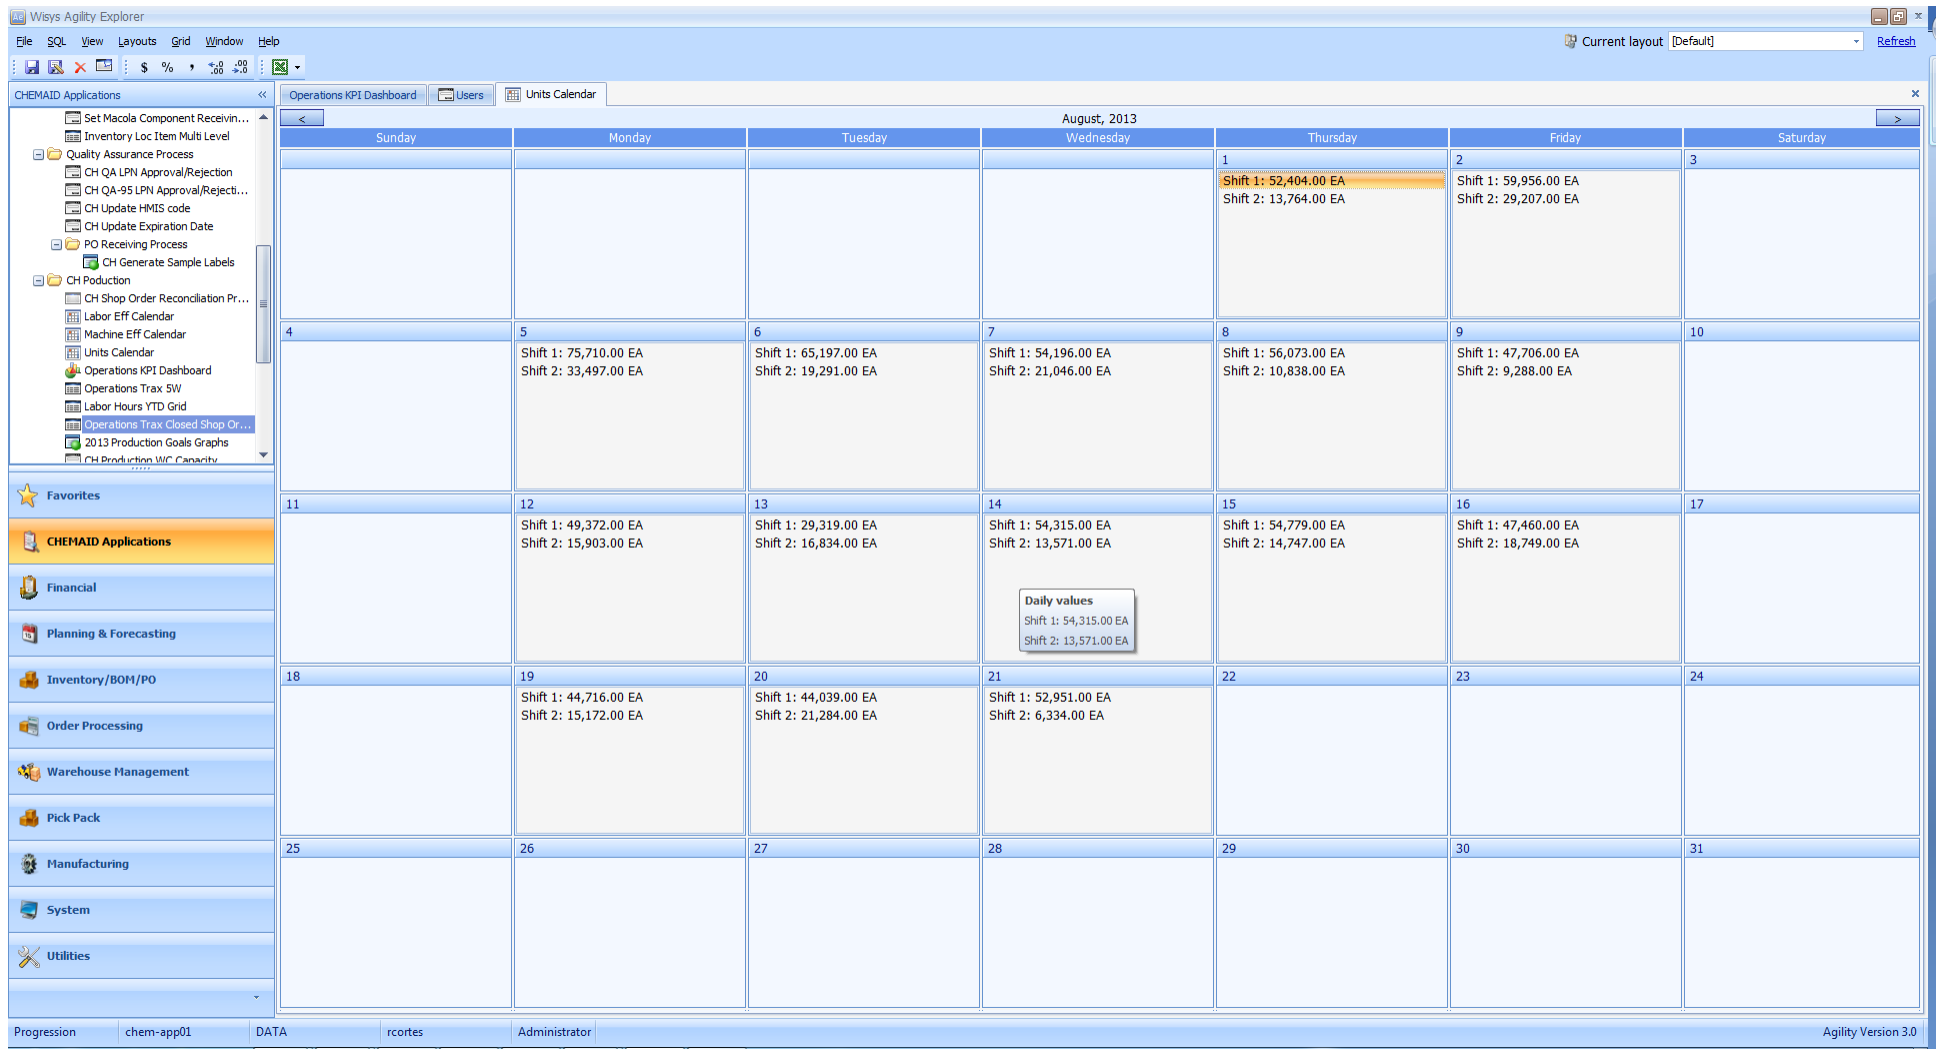 Wisys Agility Explorer
File SQL View Layouts Grid Window Help
Current layout [Default] Refresh
$ % , .00 .00
CHEMAID Applications
Operations KPI Dashboard Users Units Calendar
Set Macola Component Receivin...
Inventory Loc Item Multi Level
Quality Assurance Process
CH QA LPN Approval/Rejection
CH QA-95 LPN Approval/Rejecti...
CH Update HMIS code
CH Update Expiration Date
PO Receiving Process
CH Generate Sample Labels
CH Poduction
CH Shop Order Reconciliation Pr...
Labor Eff Calendar
Machine Eff Calendar
Units Calendar
Operations KPI Dashboard
Operations Trax 5W
Labor Hours YTD Grid
Operations Trax Closed Shop Or...
2013 Production Goals Graphs
CH Production WC Capacity
Favorites
CHEMAID Applications
Financial
Planning & Forecasting
Inventory/BOM/PO
Order Processing
Warehouse Management
Pick Pack
Manufacturing
System
Utilities
< August, 2013 >
Sunday Monday Tuesday Wednesday Thursday Friday Saturday
1 2 3
Shift 1: 52,404.00 EA Shift 1: 59,956.00 EA
Shift 2: 13,764.00 EA Shift 2: 29,207.00 EA
4 5 6 7 8 9 10
Shift 1: 75,710.00 EA Shift 1: 65,197.00 EA Shift 1: 54,196.00 EA Shift 1: 56,073.00 EA Shift 1: 47,706.00 EA
Shift 2: 33,497.00 EA Shift 2: 19,291.00 EA Shift 2: 21,046.00 EA Shift 2: 10,838.00 EA Shift 2: 9,288.00 EA
11 12 13 14 15 16 17
Shift 1: 49,372.00 EA Shift 1: 29,319.00 EA Shift 1: 54,315.00 EA Shift 1: 54,779.00 EA Shift 1: 47,460.00 EA
Shift 2: 15,903.00 EA Shift 2: 16,834.00 EA Shift 2: 13,571.00 EA Shift 2: 14,747.00 EA Shift 2: 18,749.00 EA
Daily values
Shift 1: 54,315.00 EA
Shift 2: 13,571.00 EA
18 19 20 21 22 23 24
Shift 1: 44,716.00 EA Shift 1: 44,039.00 EA Shift 1: 52,951.00 EA
Shift 2: 15,172.00 EA Shift 2: 21,284.00 EA Shift 2: 6,334.00 EA
25 26 27 28 29 30 31
Progression chem-app01 DATA rcortes Administrator Agility Version 3.0